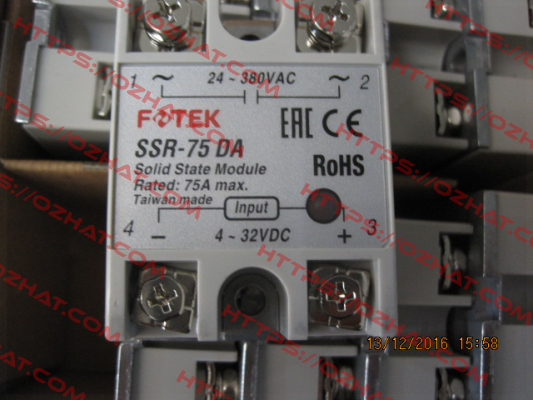 1 ~ 24 ~ 380VAC ~ 2
FOTEK
EAC CE
SSR-75 DA
RoHS
Solid State Module
Rated: 75A max.
Taiwan made
Input
4 − 4 ~ 32VDC + 3
13/12/2016 15:58
HTTPS://OZHAT.COM